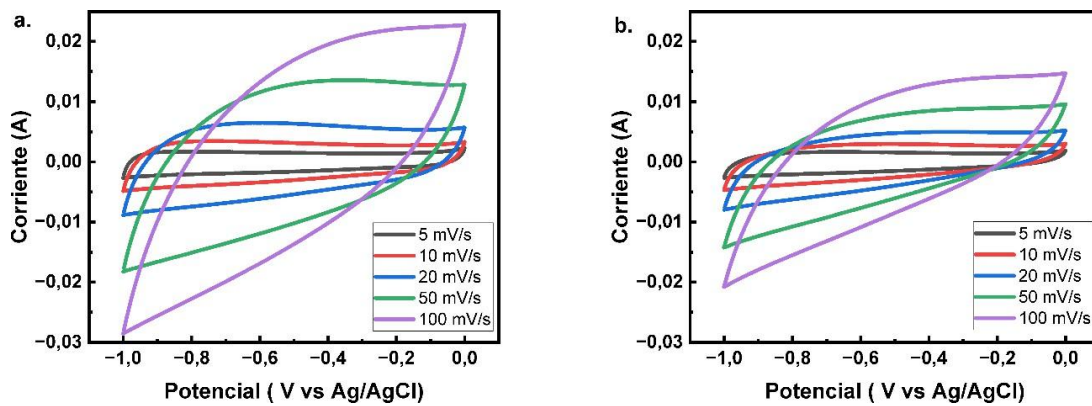 a.
Corriente (A)
0,02
0,01
0,00
−0,01
−0,02
−0,03
5 mV/s
10 mV/s
20 mV/s
50 mV/s
100 mV/s
−1,0 −0,8 −0,6 −0,4 −0,2 0,0
Potencial ( V vs Ag/AgCl)
b.
Corriente (A)
0,02
0,01
0,00
−0,01
−0,02
−0,03
5 mV/s
10 mV/s
20 mV/s
50 mV/s
100 mV/s
−1,0 −0,8 −0,6 −0,4 −0,2 0,0
Potencial ( V vs Ag/AgCl)